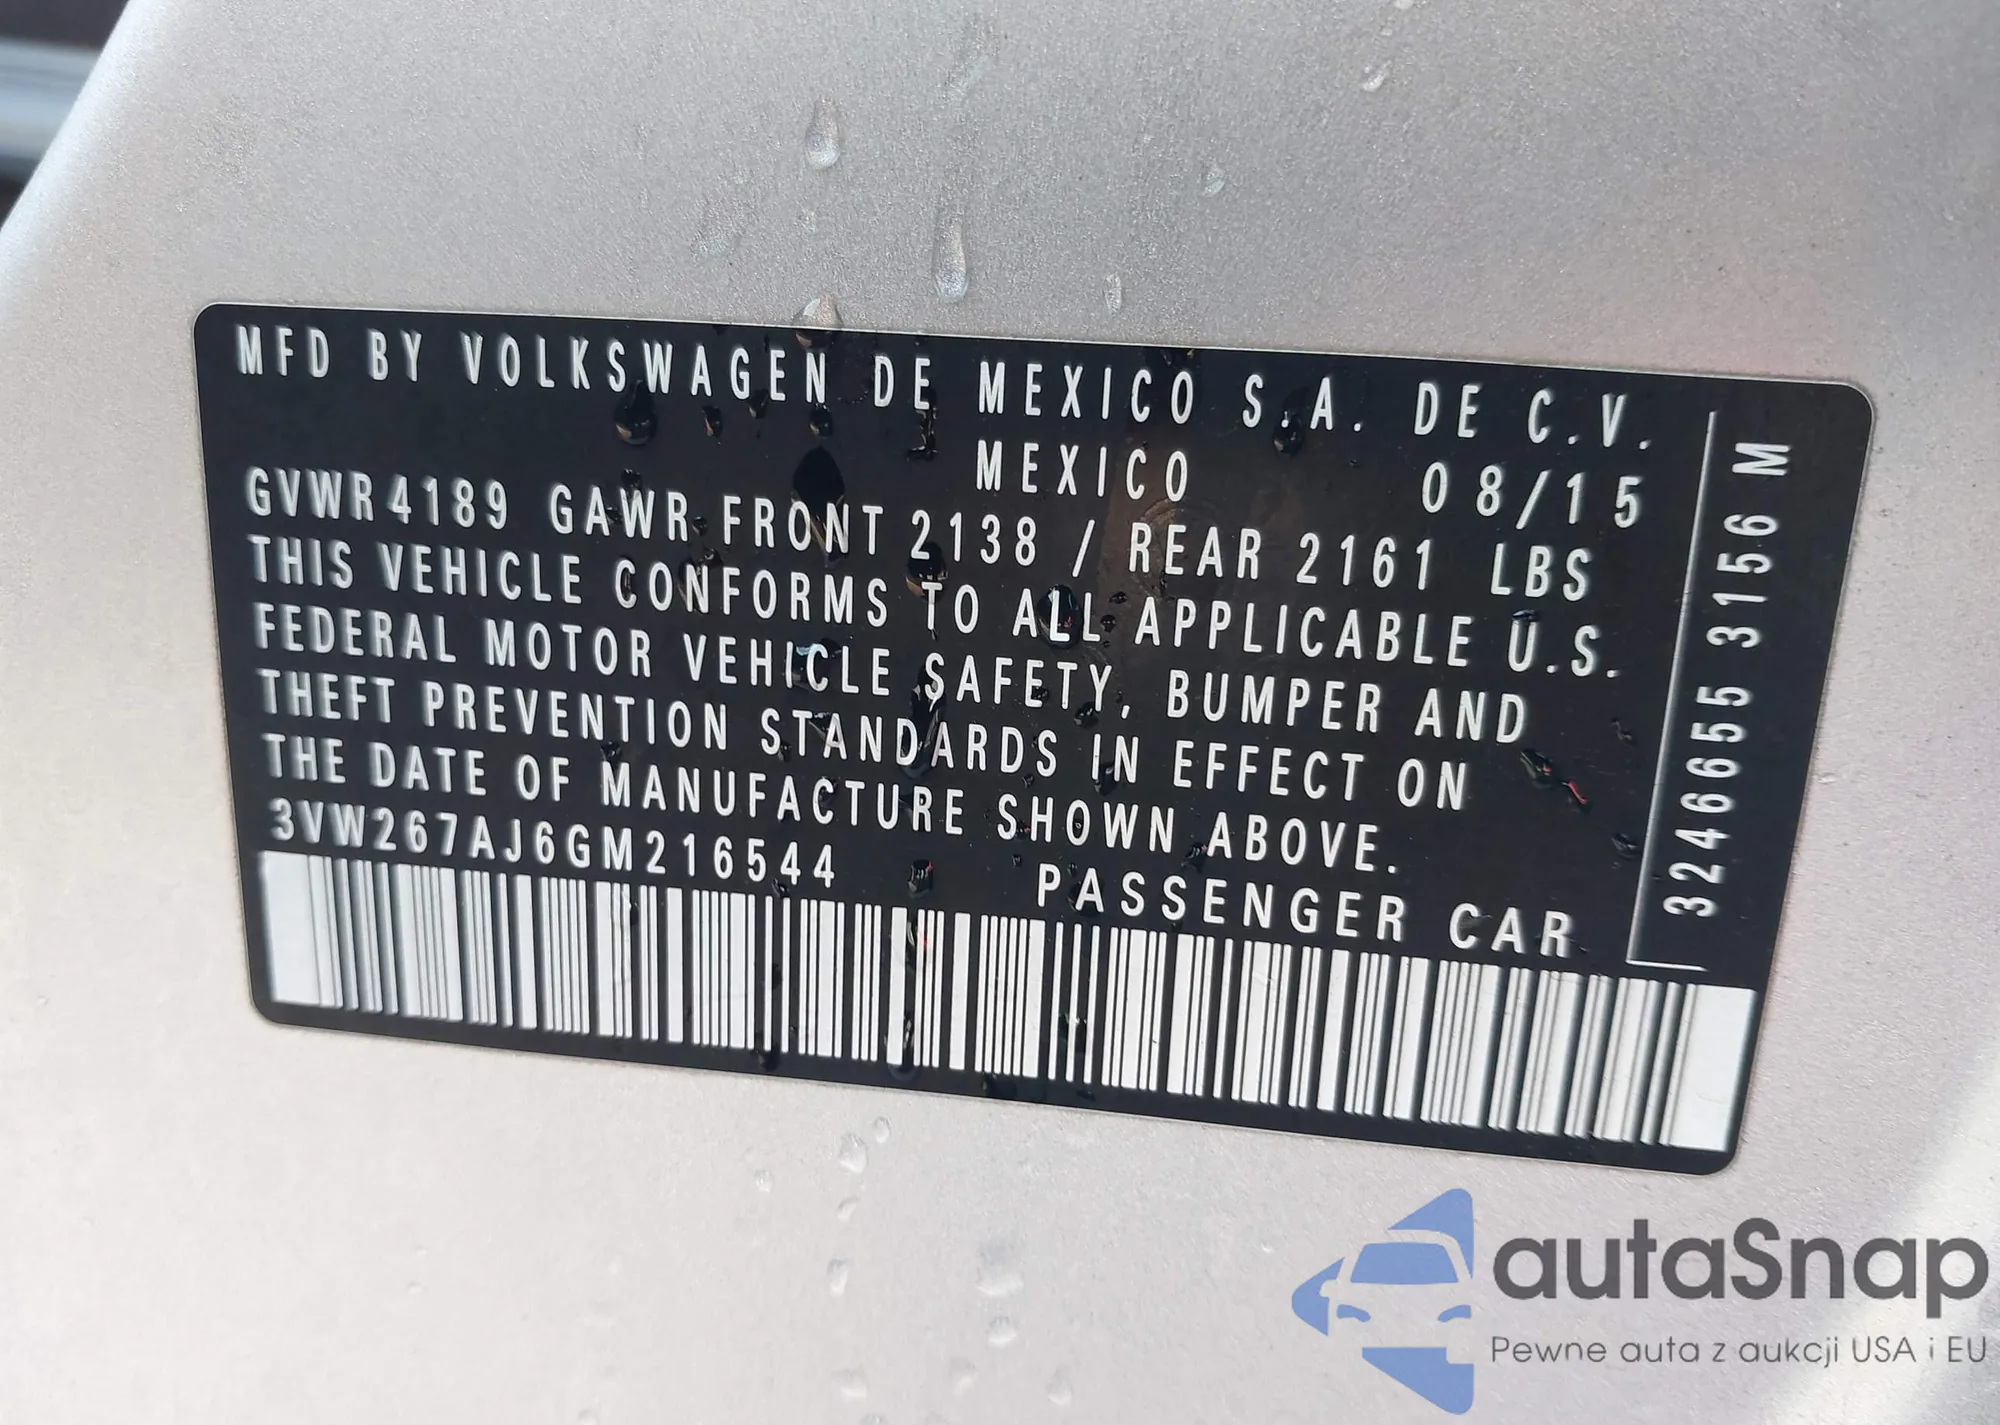 MFD BY VOLKSWAGEN DE MEXICO S.A. DE C.V.
MEXICO 08/15
GVWR 4189 GAWR FRONT 2138 / REAR 2161 LBS
THIS VEHICLE CONFORMS TO ALL APPLICABLE U.S.
FEDERAL MOTOR VEHICLE SAFETY, BUMPER AND
THEFT PREVENTION STANDARDS IN EFFECT ON
THE DATE OF MANUFACTURE SHOWN ABOVE.
3VW267AJ6GM216544 PASSENGER CAR
3246655 3156 M
autaSnap
Pewne auta z aukcji USA i EU